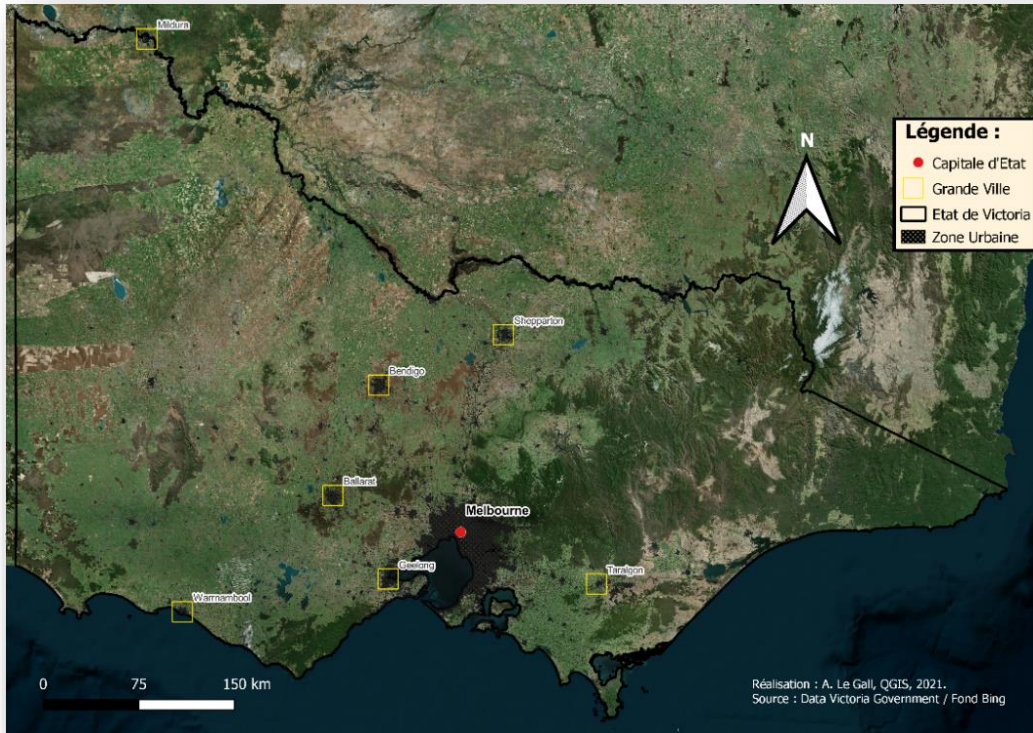 Mildura
N
Légende :
Capitale d'Etat
Grande Ville
Etat de Victoria
Zone Urbaine
Shepparton
Bendigo
Ballarat
Melbourne
Geelong
Taralgon
Warrnambool
0 75 150 km
Réalisation : A. Le Gall, QGIS, 2021.
Source : Data Victoria Government / Fond Bing